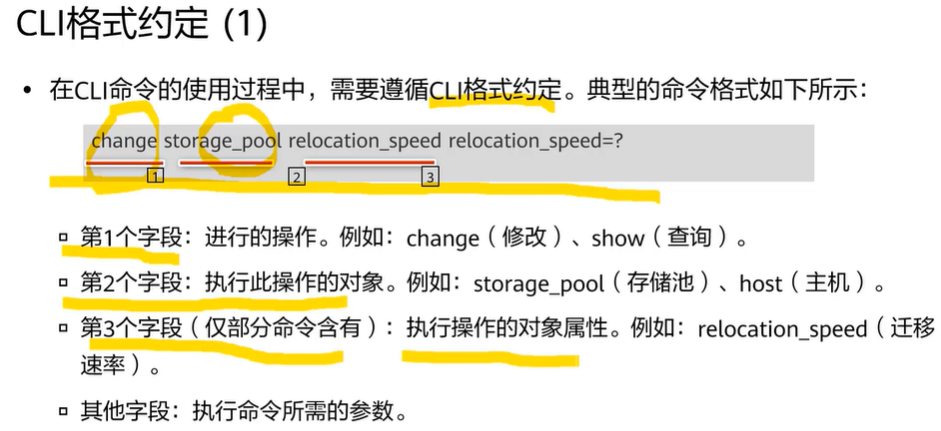 CLI格式约定 (1)
• 在CLI命令的使用过程中，需要遵循CLI格式约定。典型的命令格式如下所示：
change storage_pool relocation_speed relocation_speed=?
1 2 3
▫ 第1个字段：进行的操作。例如：change（修改）、show（查询）。
▫ 第2个字段：执行此操作的对象。例如：storage_pool（存储池）、host（主机）。
▫ 第3个字段（仅部分命令含有）：执行操作的对象属性。例如：relocation_speed（迁移
速率）。
▫ 其他字段：执行命令所需的参数。